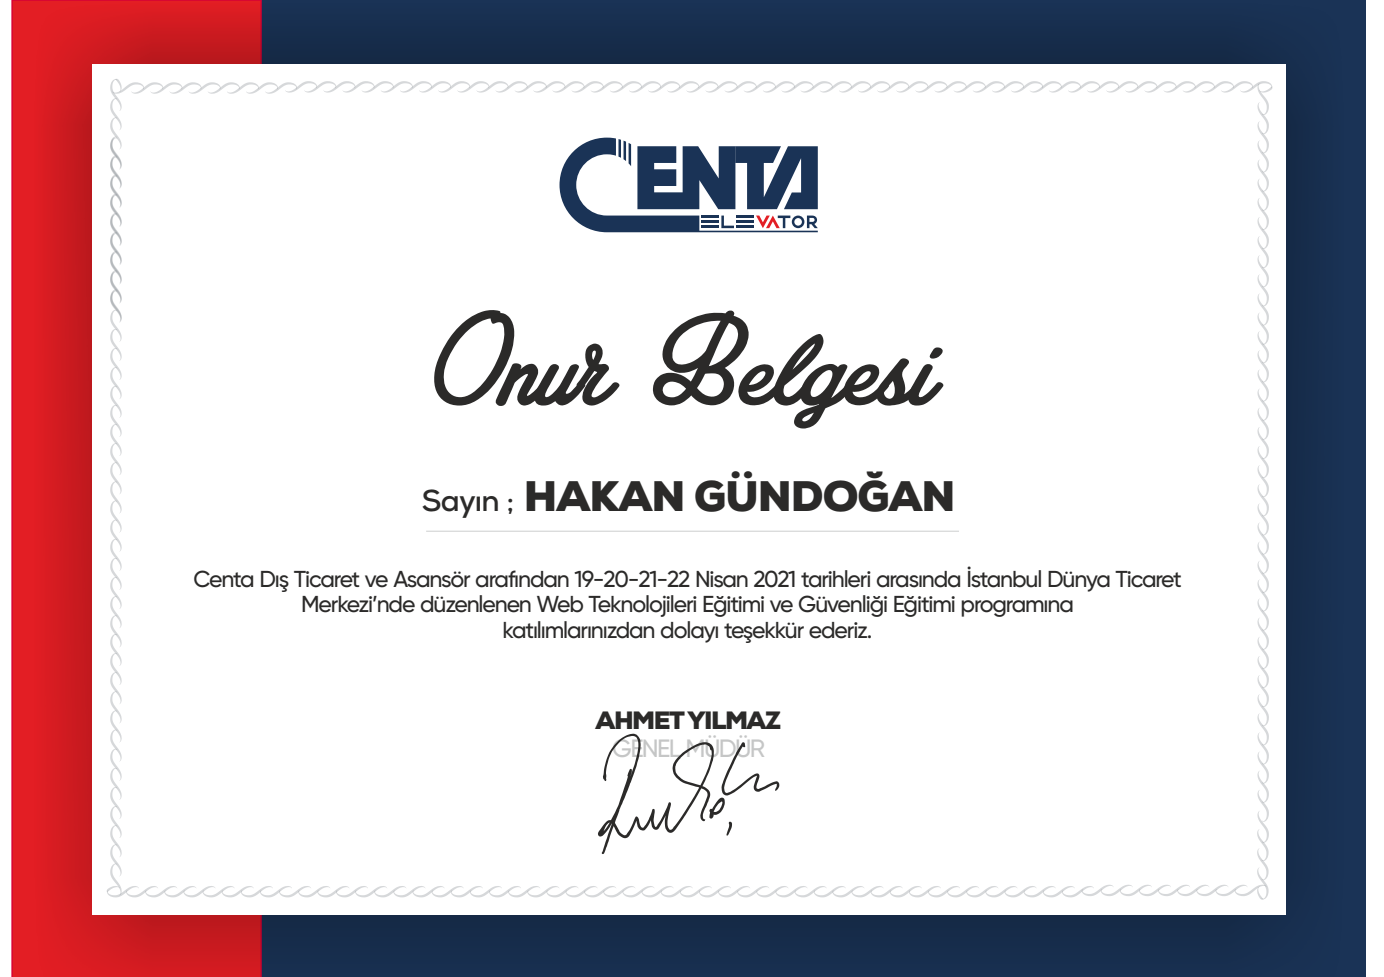 CENTA
ELEVATOR
Onur Belgesi
Sayın ; HAKAN GÜNDOĞAN
Centa Dış Ticaret ve Asansör arafından 19-20-21-22 Nisan 2021 tarihleri arasında İstanbul Dünya Ticaret
Merkezi’nde düzenlenen Web Teknolojileri Eğitimi ve Güvenliği Eğitimi programına
katılımlarınızdan dolayı teşekkür ederiz.
AHMET YILMAZ
GENEL MÜDÜR